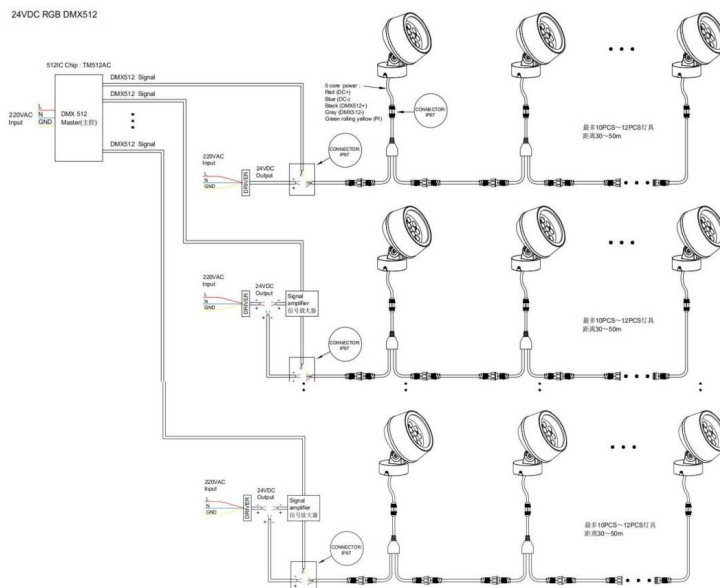 24VDC RGB DMX512
512IC Chip : TM512AC
DMX512 Signal
DMX512 Signal
DMX512 Signal
220VAC
Input
L
N
GND
DMX 512
Master(主控)
5 core power :
Red (DC+)
Blue (DC-)
Black (DMX512+)
Gray (DMX512-)
Green rolling yellow (PI)
CONNECTOR:
IP67
最多10PCS～12PCS灯具
距离30～50m
CONNECTOR:
IP67
220VAC
Input
L
N
GND
DRIVER
24VDC
Output
220VAC
Input
L
N
GND
DRIVER
24VDC
Output
Signal
amplifier
信号放大器
CONNECTOR:
IP67
最多10PCS～12PCS灯具
距离30～50m
220VAC
Input
L
N
GND
DRIVER
24VDC
Output
Signal
amplifier
信号放大器
CONNECTOR:
IP67
最多10PCS～12PCS灯具
距离30～50m